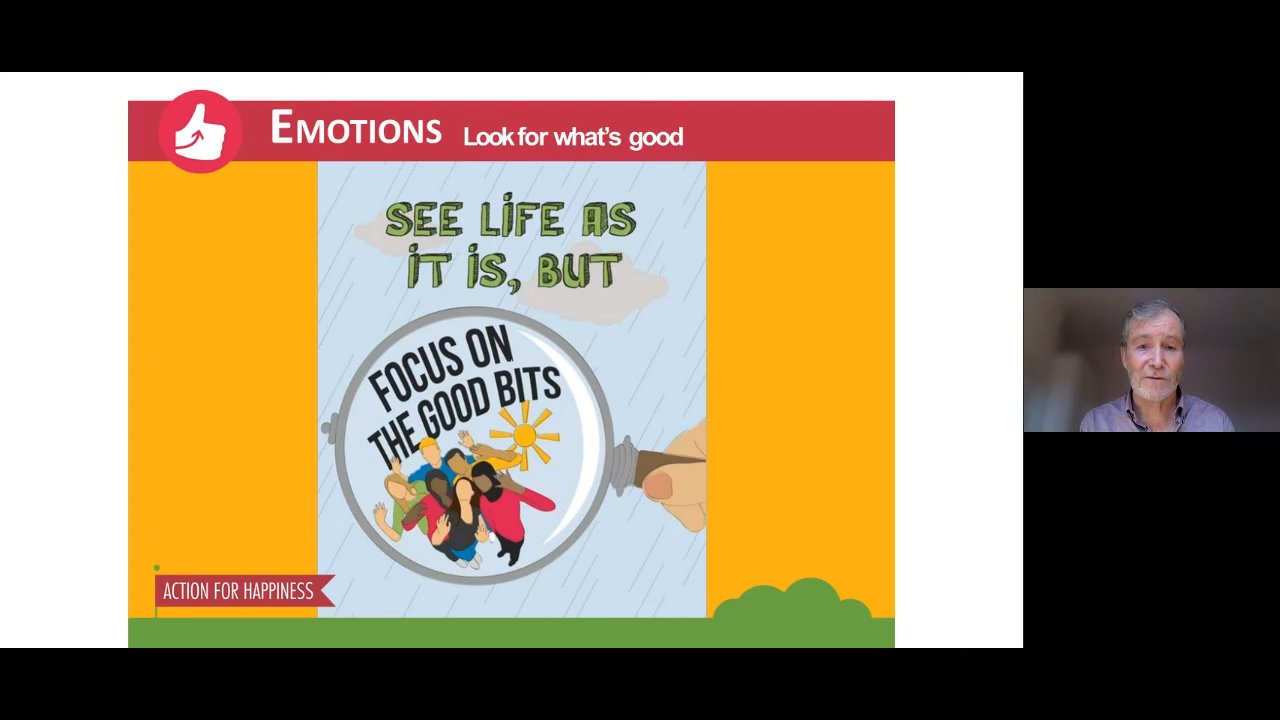 EMOTIONS Look for what's good
SEE LIFE AS
IT IS, BUT
FOCUS ON
THE GOOD BITS
ACTION FOR HAPPINESS